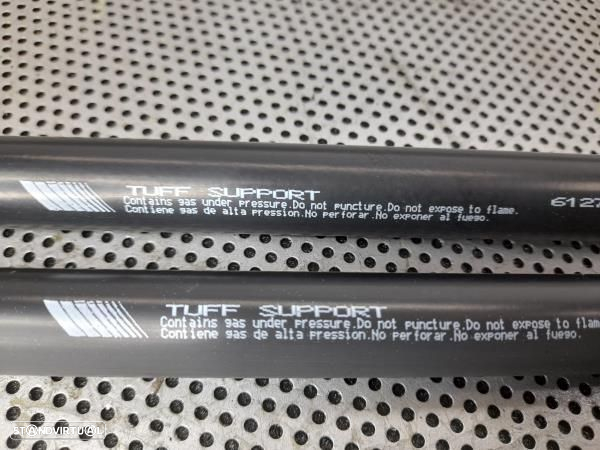 TUFF SUPPORT
Contains gas under pressure.Do not puncture.Do not expose to flame.
Contiene gas de alta pression.No perforar.No exponer al fuego.
6127
TUFF SUPPORT
Contains gas under pressure.Do not puncture.Do not expose to flam
Contiene gas de alta pression.No perforar.No exponer al fuego.
STANDVIRTUAL